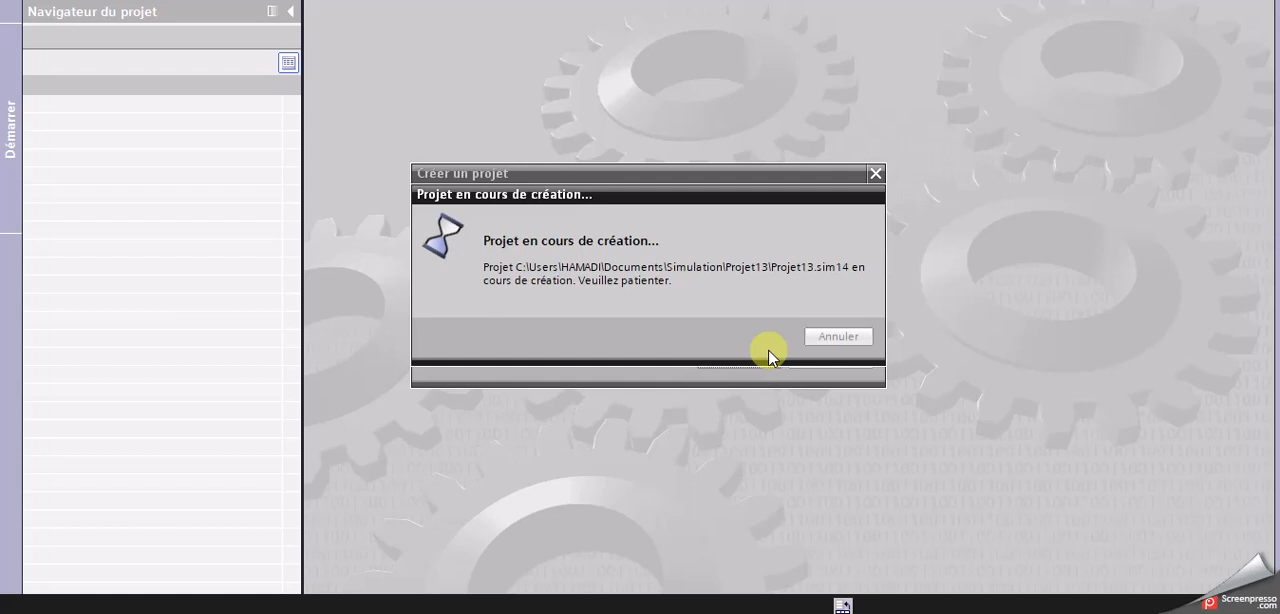 Navigateur du projet
Démarrer
Créer un projet
Projet en cours de création...
Projet en cours de création...
Projet C:\Users\HAMADI\Documents\Simulation\Projet13\Projet13.sim14 en
cours de création. Veuillez patienter.
Annuler
Screenpresso
.com